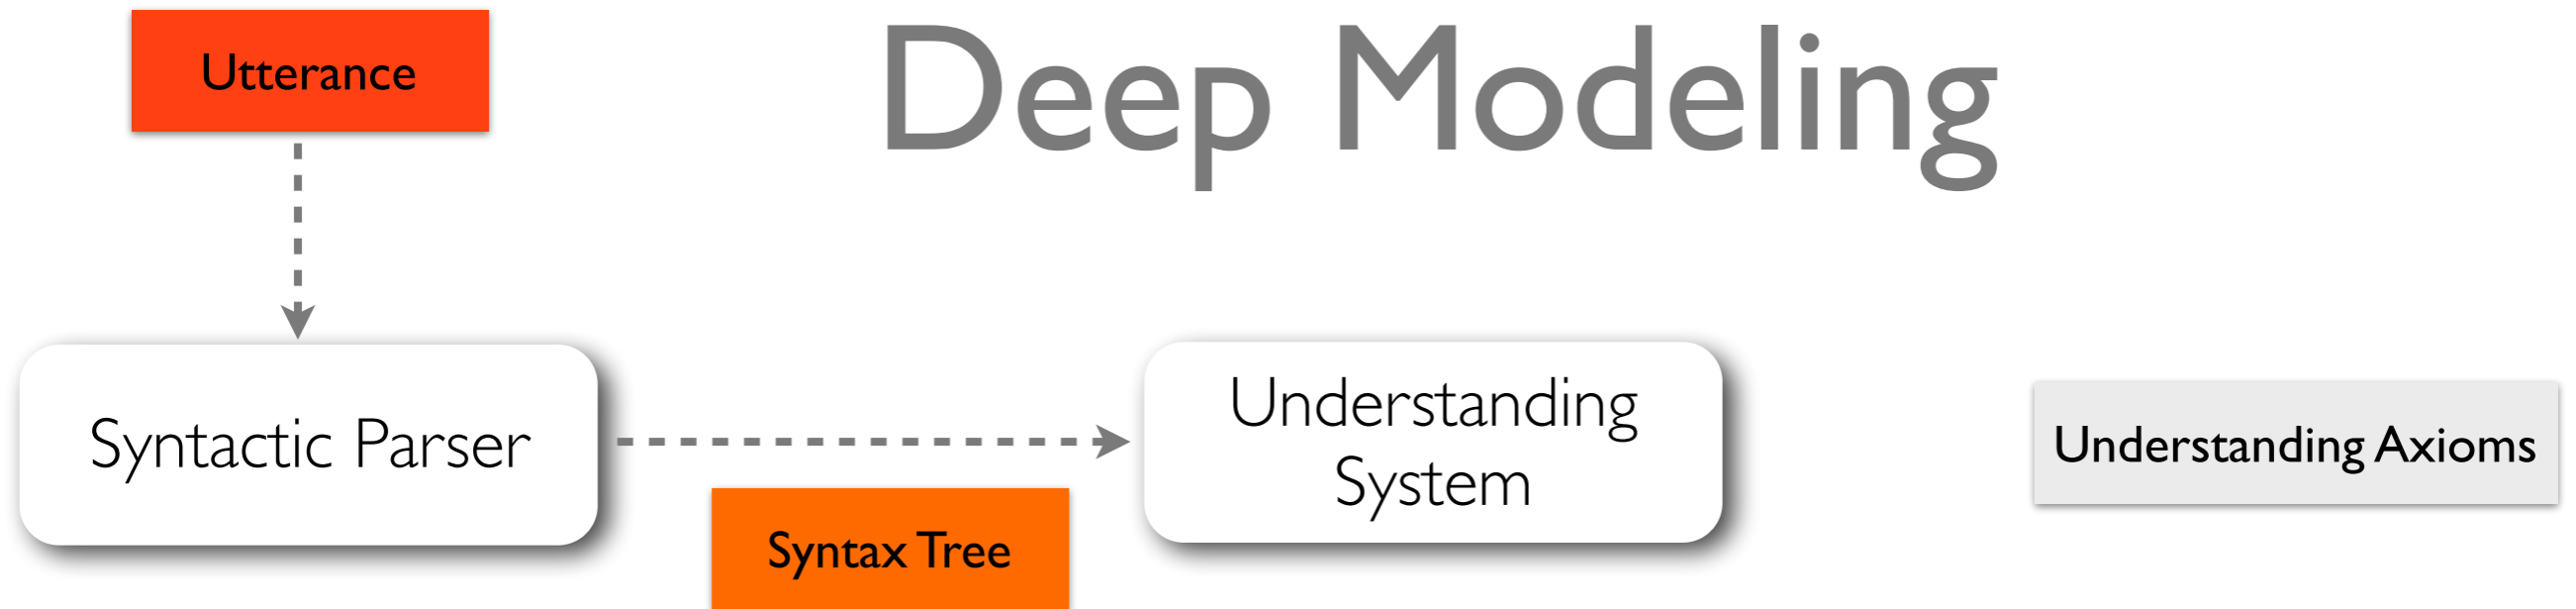 Utterance
Deep Modeling
Syntactic Parser
Syntax Tree
Understanding
System
Understanding Axioms